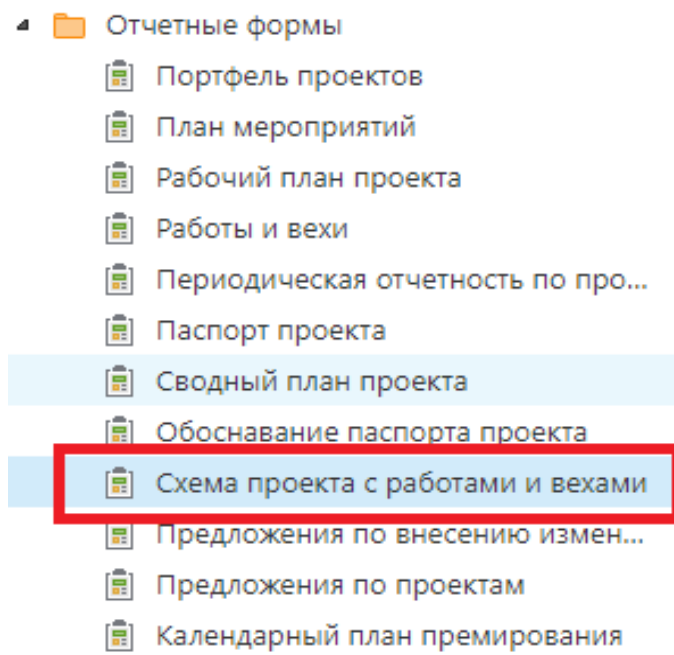 Отчетные формы
Портфель проектов
План мероприятий
Рабочий план проекта
Работы и вехи
Периодическая отчетность по про...
Паспорт проекта
Сводный план проекта
Обоснавание паспорта проекта
Схема проекта с работами и вехами
Предложения по внесению измен...
Предложения по проектам
Календарный план премирования